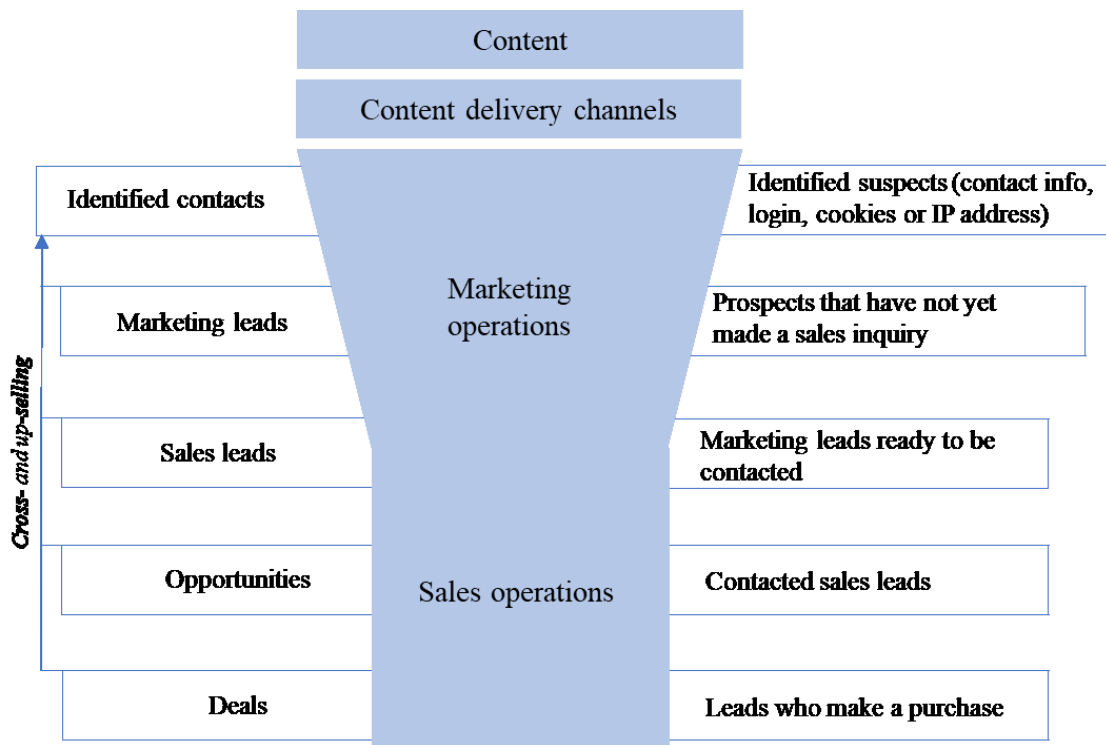 Content
Content delivery channels
Identified contacts
Identified suspects (contact info,
login, cookies or IP address)
Marketing
operations
Marketing leads
Prospects that have not yet
made a sales inquiry
Cross- and up-selling
Sales leads
Marketing leads ready to be
contacted
Opportunities
Sales operations
Contacted sales leads
Deals
Leads who make a purchase